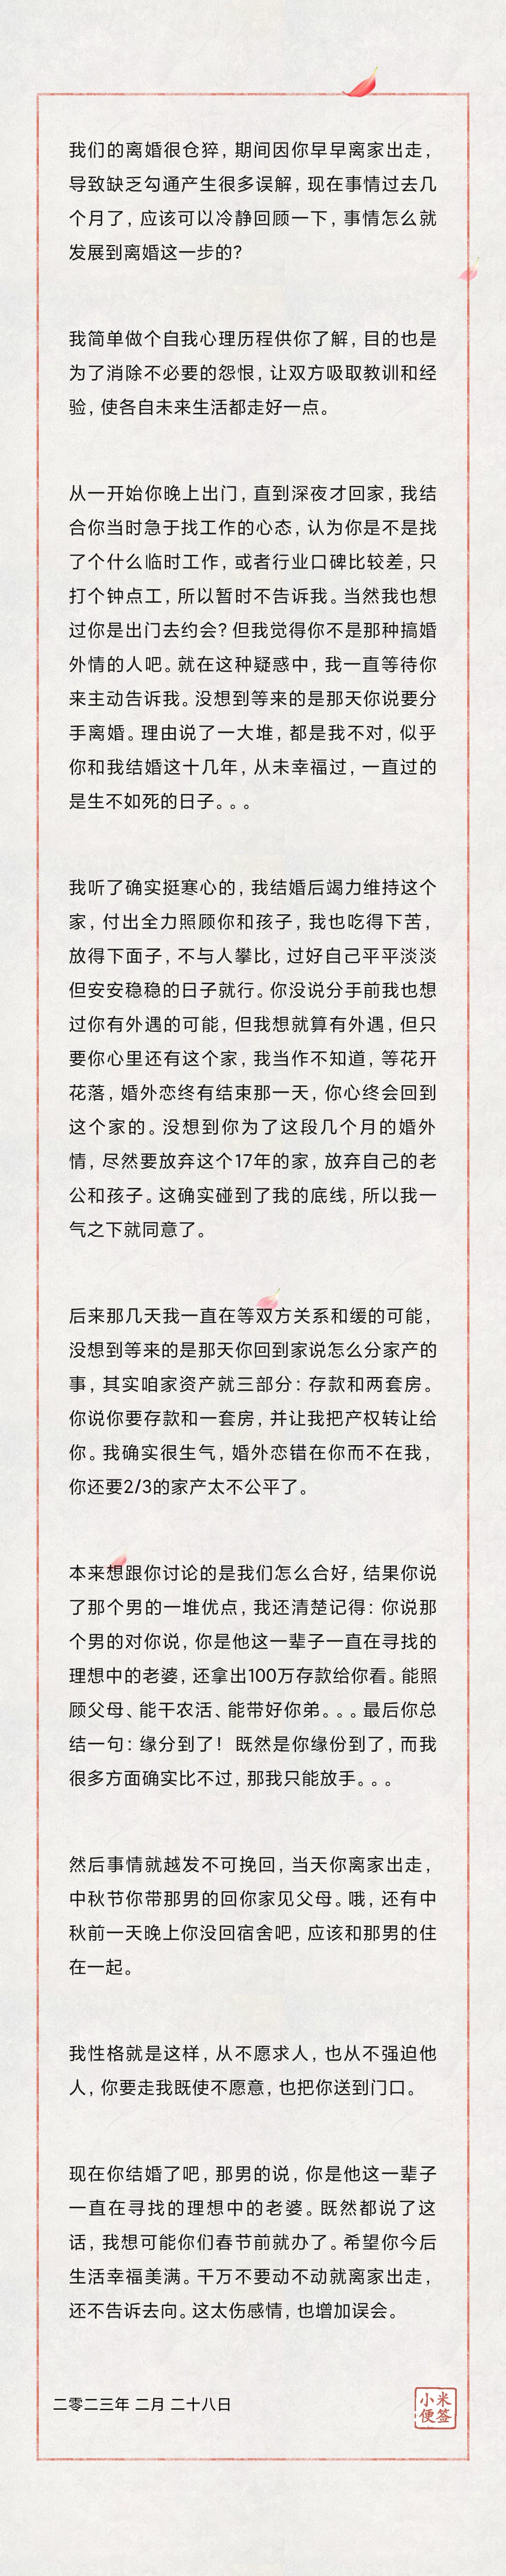 我们的离婚很仓猝，期间因你早早离家出走，
导致缺乏勾通产生很多误解，现在事情过去几
个月了，应该可以冷静回顾一下，事情怎么就
发展到离婚这一步的?
我简单做个自我心理历程供你了解，目的也是
为了消除不必要的怨恨，让双方吸取教训和经
验，使各自未来生活都走好一点。
从一开始你晚上出门，直到深夜才回家，我结
合你当时急于找工作的心态，认为你是不是找
了个什么临时工作，或者行业口碑比较差，只
打个钟点工，所以暂时不告诉我。当然我也想
过你是出门去约会? 但我觉得你不是那种搞婚
外情的人吧。就在这种疑惑中，我一直等待你
来主动告诉我。没想到等来的是那天你说要分
手离婚。理由说了一大堆，都是我不对，似乎
你和我结婚这十几年，从未幸福过，一直过的
是生不如死的日子。。。
我听了确实挺寒心的，我结婚后竭力维持这个
家，付出全力照顾你和孩子，我也吃得下苦，
放得下面子，不与人攀比，过好自己平平淡淡
但安安稳稳的日子就行。你没说分手前我也想
过你有外遇的可能，但我想就算有外遇，但只
要你心里还有这个家，我当作不知道，等花开
花落，婚外恋终有结束那一天，你心终会回到
这个家的。没想到你为了这段几个月的婚外
情，尽然要放弃这个17年的家，放弃自己的老
公和孩子。这确实碰到了我的底线，所以我一
气之下就同意了。
后来那几天我一直在等双方关系和缓的可能，
没想到等来的是那天你回到家说怎么分家产的
事，其实咱家资产就三部分：存款和两套房。
你说你要存款和一套房，并让我把产权转让给
你。我确实很生气，婚外恋错在你而不在我，
你还要2/3的家产太不公平了。
本来想跟你讨论的是我们怎么合好，结果你说
了那个男的一堆优点，我还清楚记得：你说那
个男的对你说，你是他这一辈子一直在寻找的
理想中的老婆，还拿出100万存款给你看。能照
顾父母、能干农活、能带好你弟。。。最后你总
结一句：缘分到了！ 既然是你缘份到了，而我
很多方面确实比不过，那我只能放手。。。
然后事情就越发不可挽回，当天你离家出走，
中秋节你带那男的回你家见父母。哦，还有中
秋前一天晚上你没回宿舍吧，应该和那男的住
在一起。
我性格就是这样，从不愿求人，也从不强迫他
人，你要走我既使不愿意，也把你送到门口。
现在你结婚了吧，那男的说，你是他这一辈子
一直在寻找的理想中的老婆。既然都说了这
话，我想可能你们春节前就办了。希望你今后
生活幸福美满。千万不要动不动就离家出走，
还不告诉去向。这太伤感情，也增加误会。
二零二三年 二月 二十八日
小米
便签